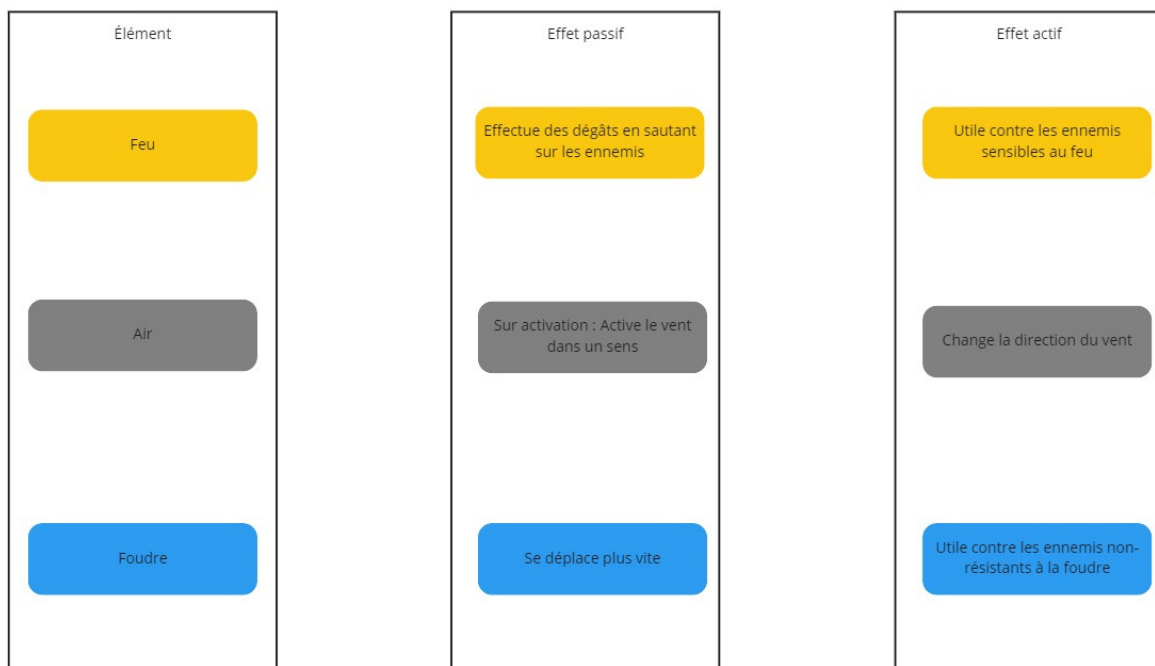 Élément
Effet passif
Effet actif
Feu
Effectue des dégâts en sautant
sur les ennemis
Utile contre les ennemis
sensibles au feu
Air
Sur activation : Active le vent
dans un sens
Change la direction du vent
Foudre
Se déplace plus vite
Utile contre les ennemis non-
résistants à la foudre